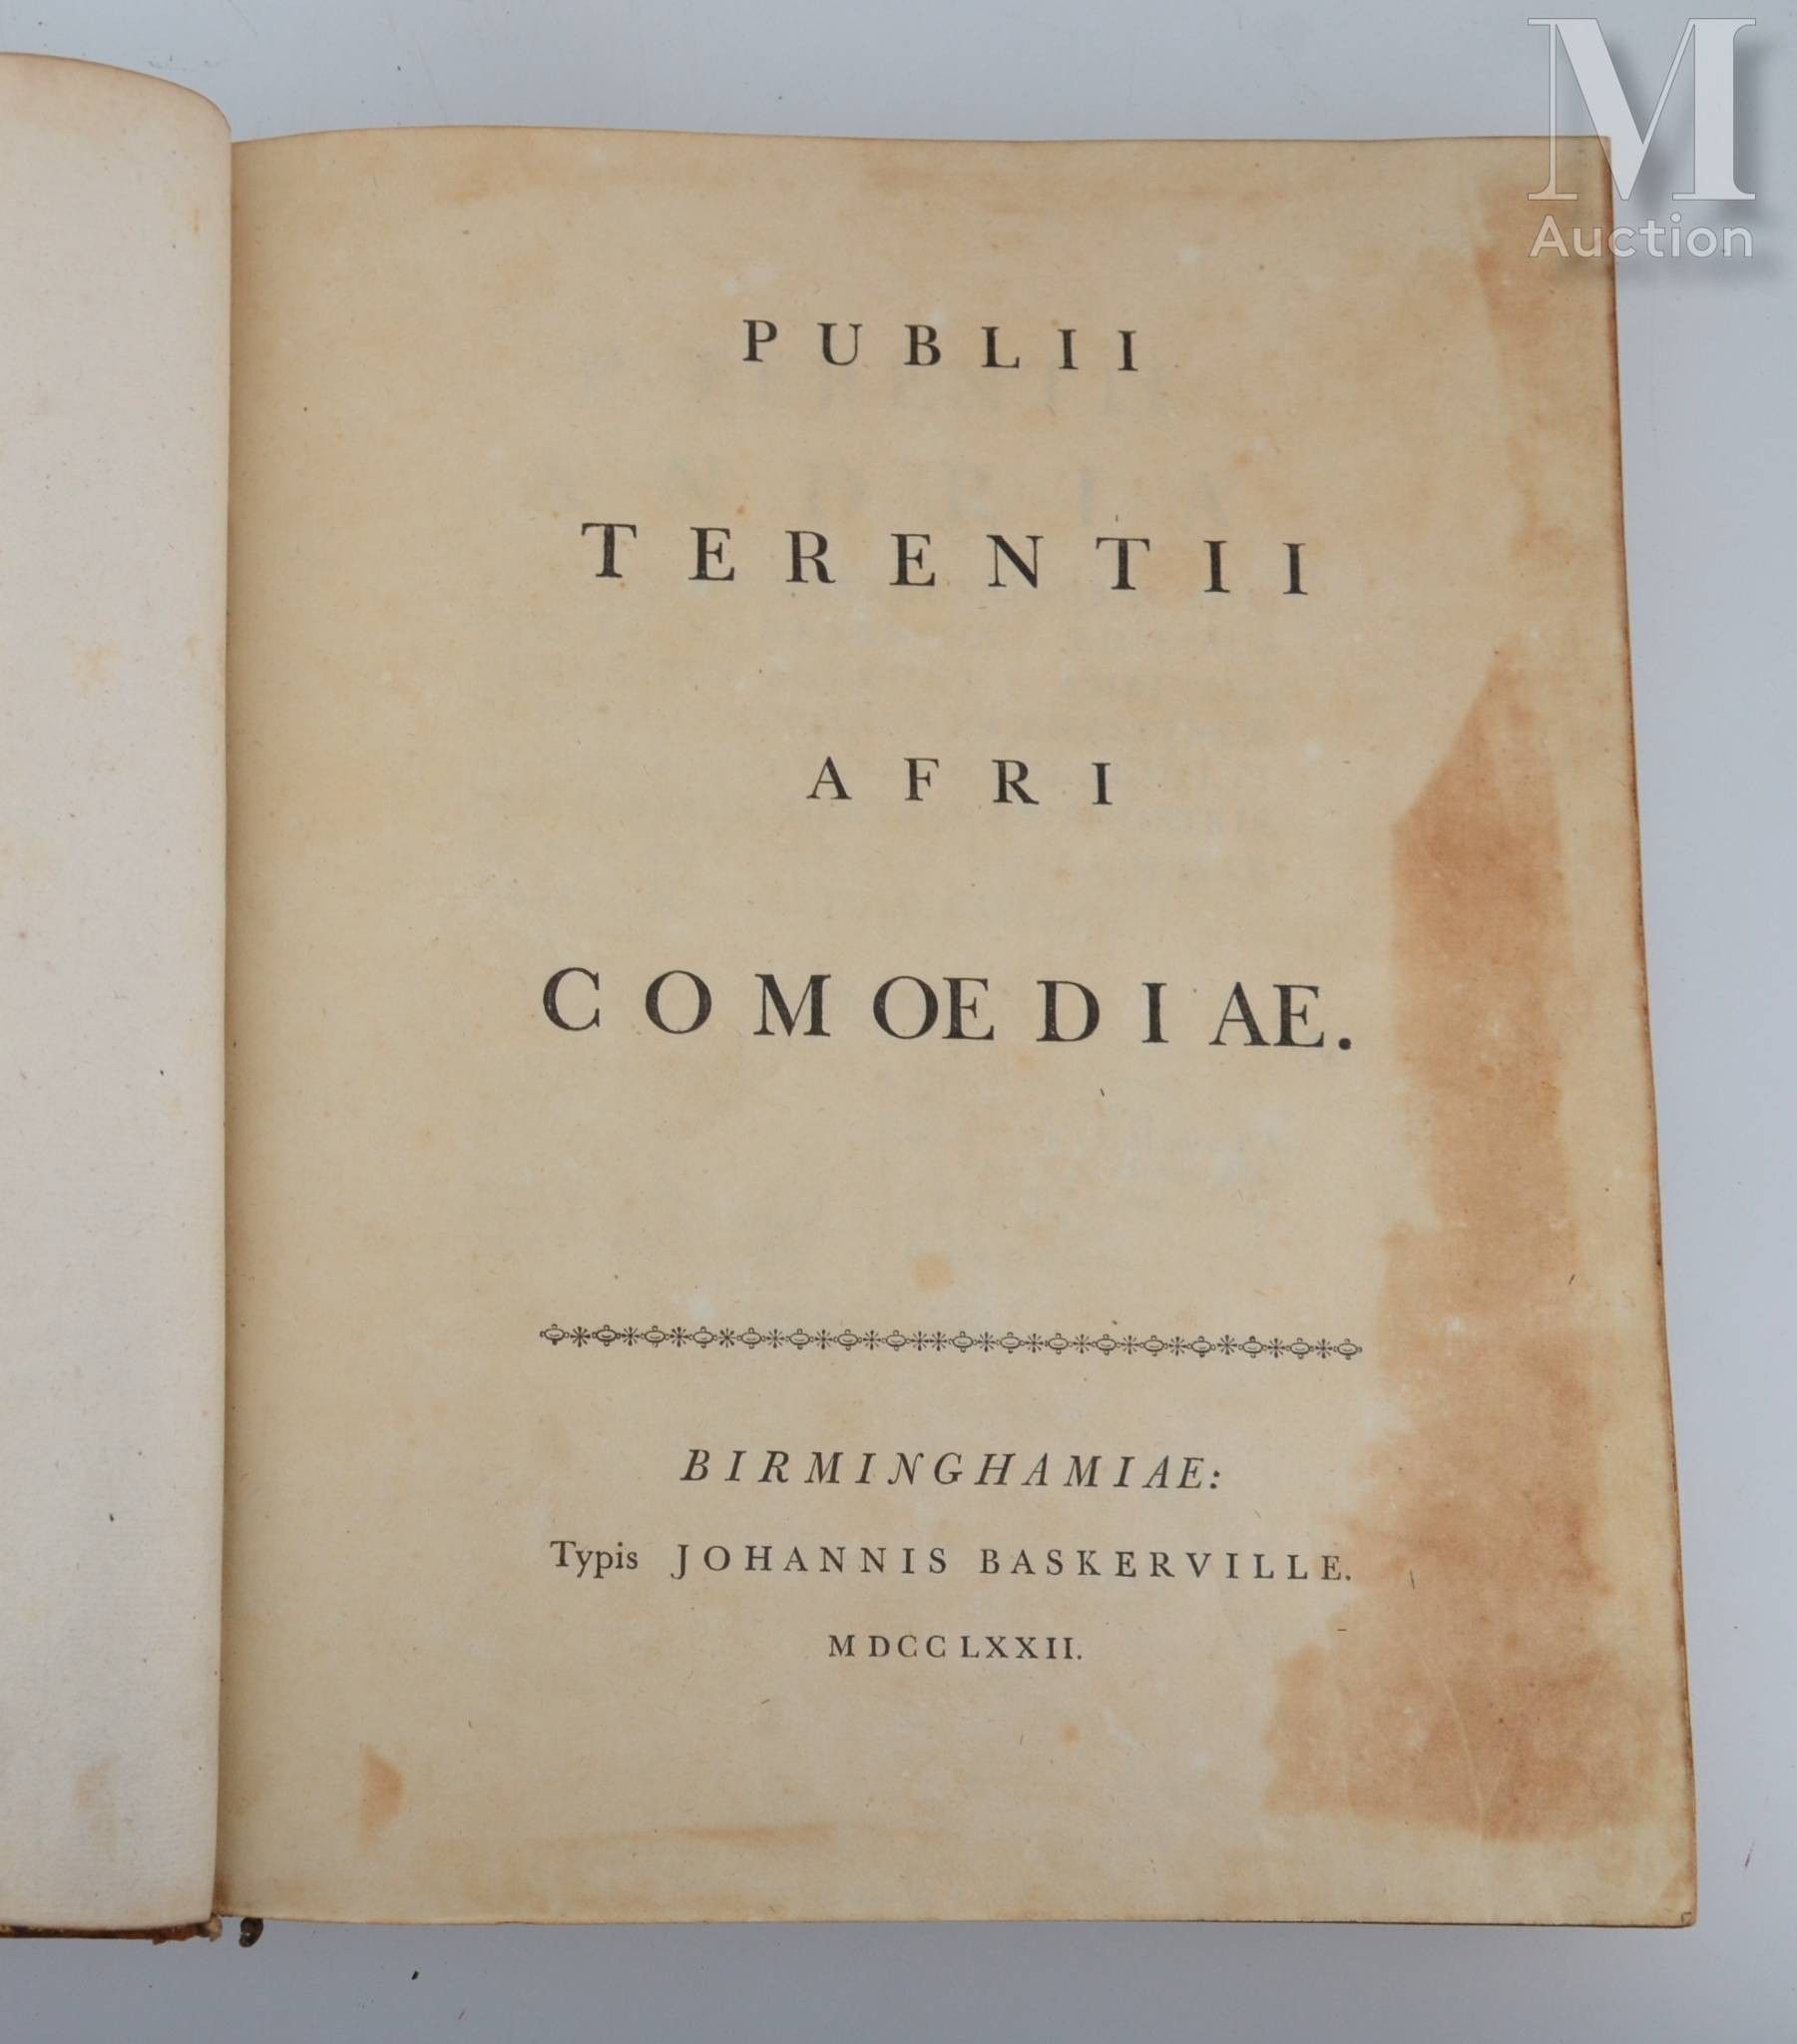 M
Auction
PUBLII
TERENTII
AFRI
COMOEDIAE.
BIRMINGHAMIAE:
Typis JOHANNIS BASKERVILLE.
MDCCLXXII.